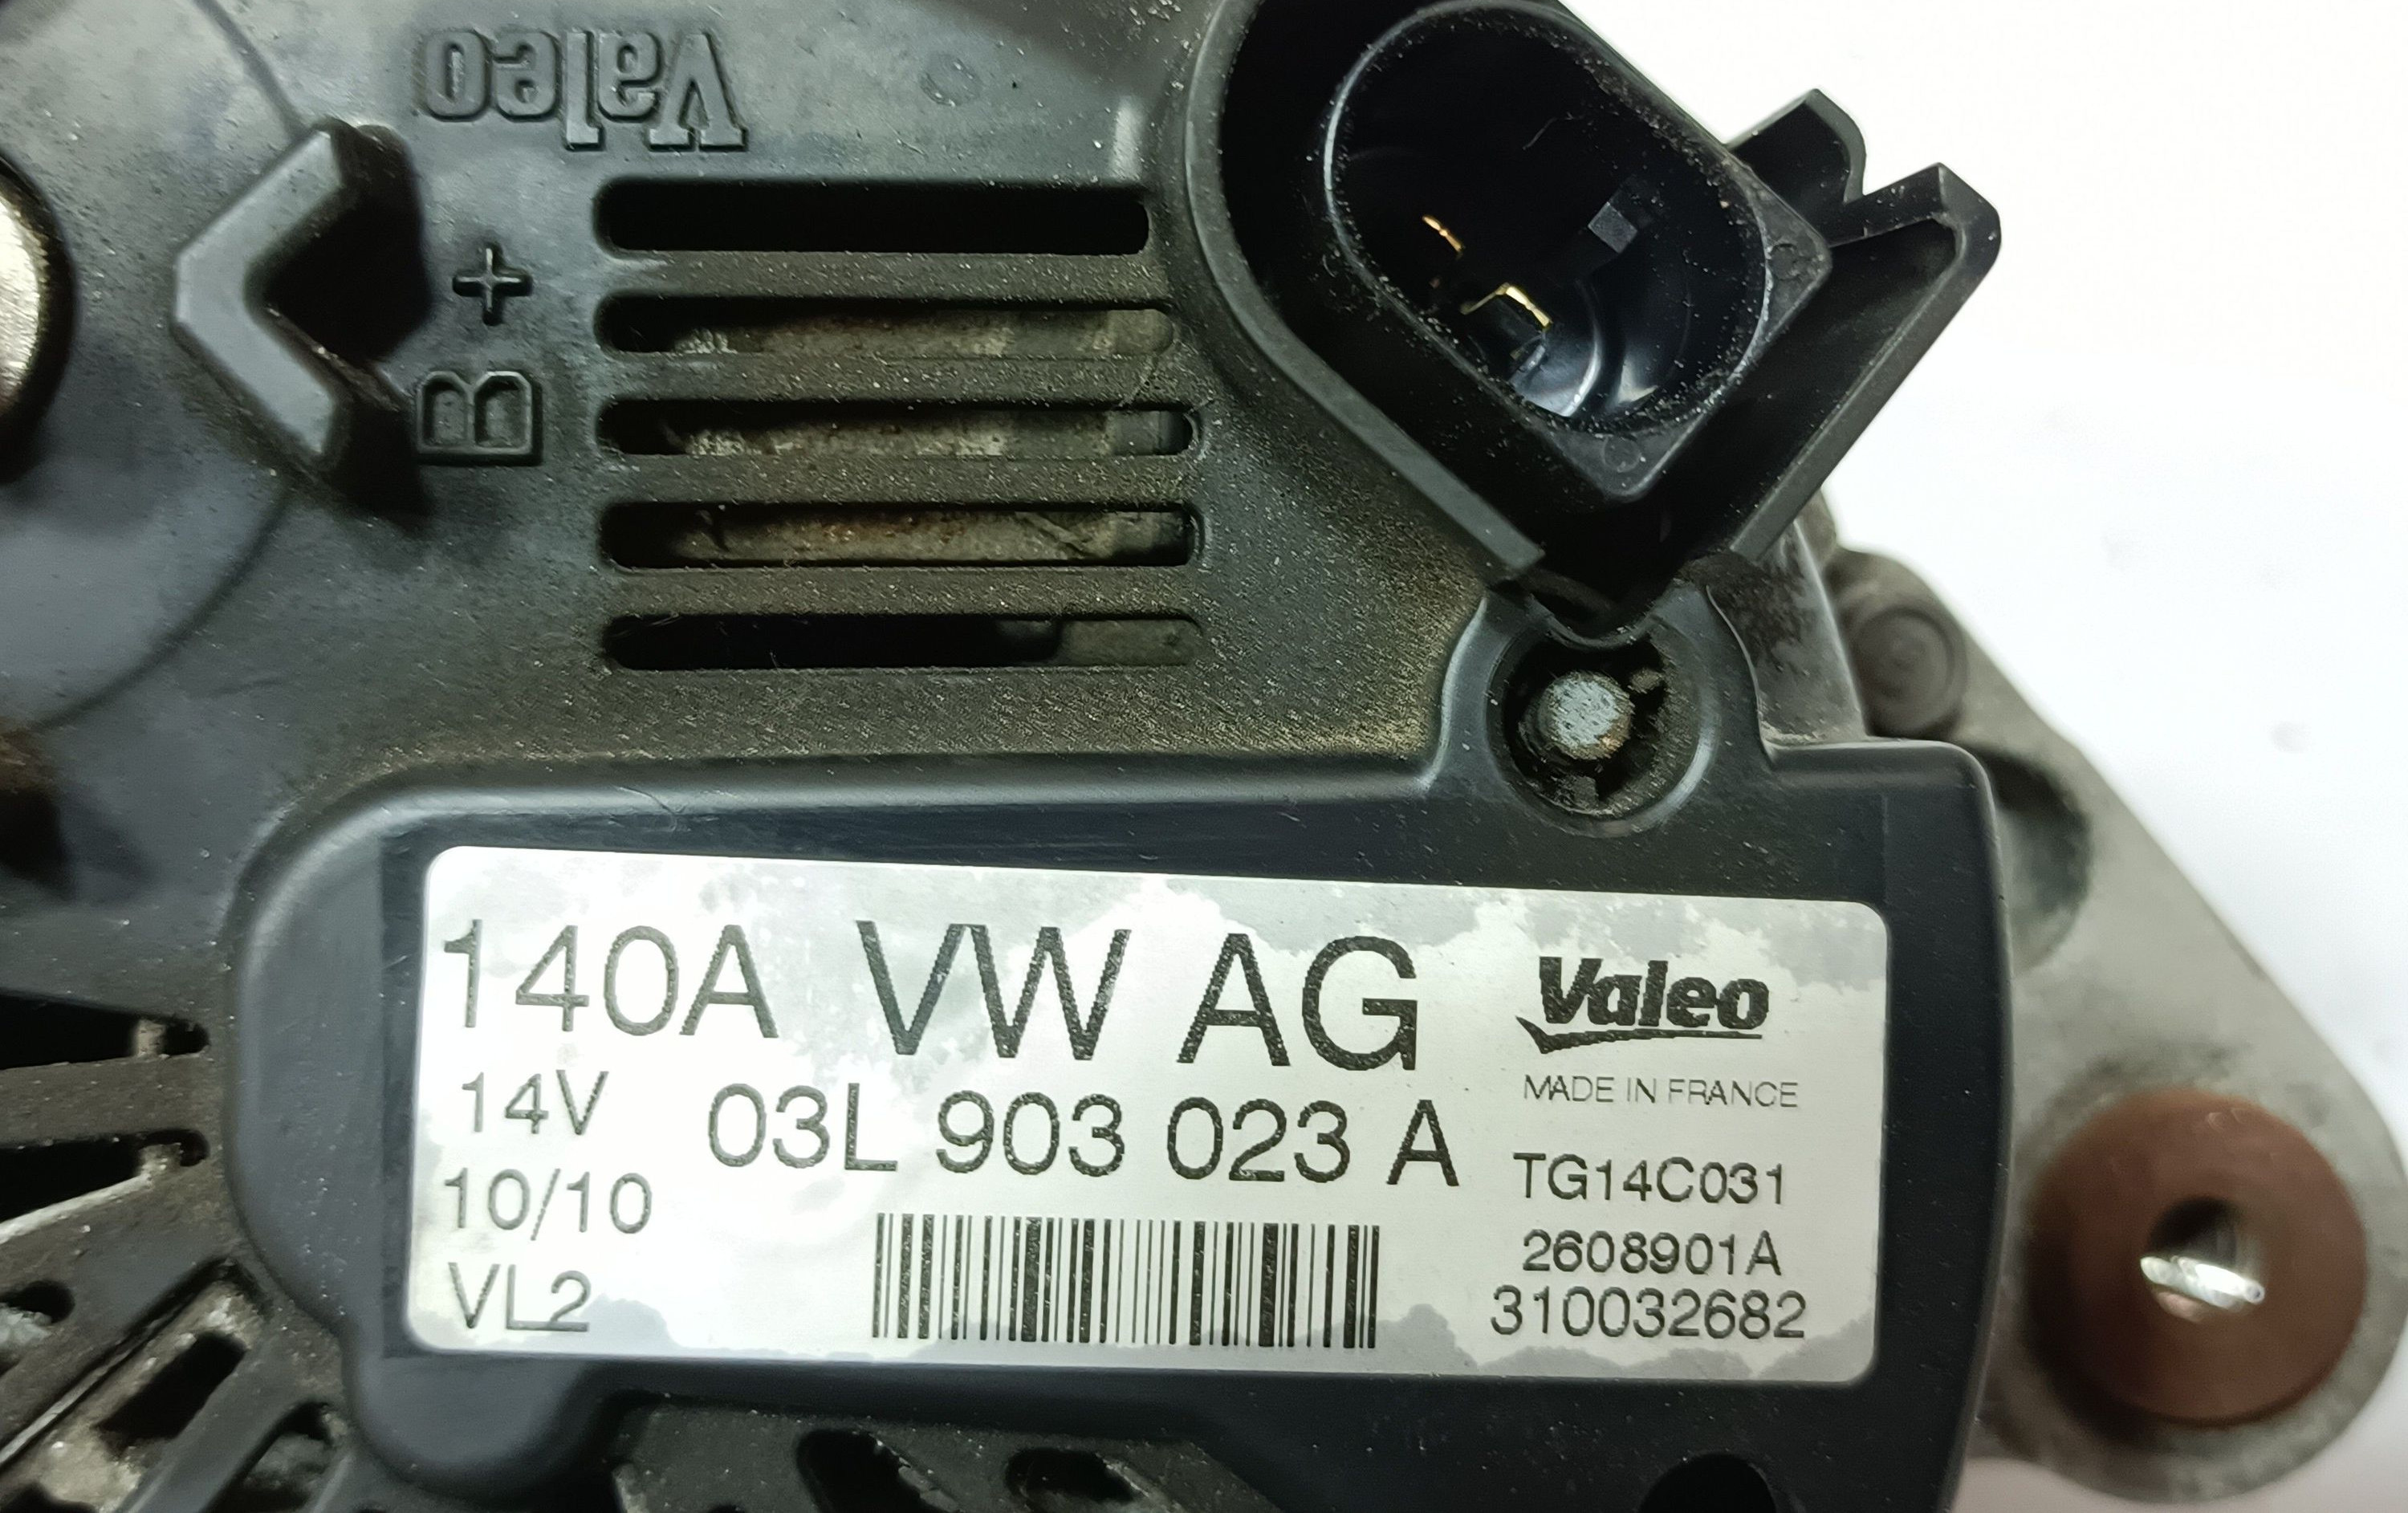 Valeo
B+
140A VW AG Valeo
MADE IN FRANCE
14V 03L 903 023 A
TG14C031
10/10
2608901A
VL2
310032682